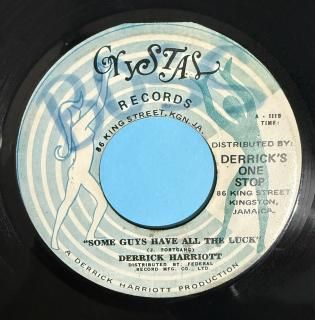 CRYSTAL
RECORDS
86 KING STREET, KGN. JA.
A - 111B
TIME:
DISTRIBUTED BY:
DERRICK'S
ONE
STOP
86 KING STREET
KINGSTON,
JAMAICA.
"SOME GUYS HAVE ALL THE LUCK"
(J. FORTGANG)
DERRICK HARRIOTT
DISTRIBUTED BY: FEDERAL
RECORD MFG. CO., LTD.
A DERRICK HARRIOTT PRODUCTION